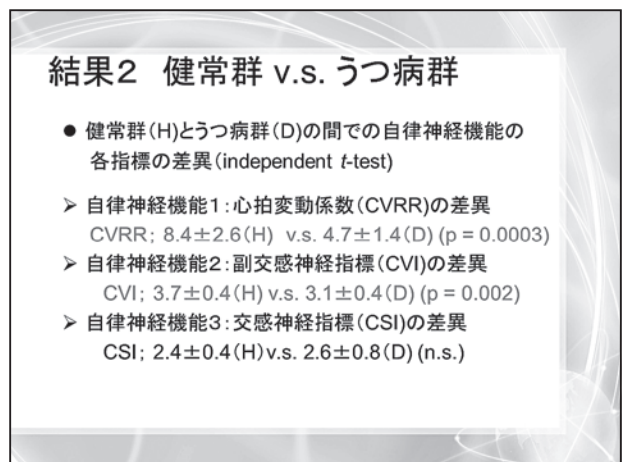 結果2 健常群 v.s. うつ病群
● 健常群(H)とうつ病群(D)の間での自律神経機能の
各指標の差異(independent t-test)
➢ 自律神経機能1:心拍変動係数(CVRR)の差異
CVRR; 8.4±2.6(H) v.s. 4.7±1.4(D) (p = 0.0003)
➢ 自律神経機能2:副交感神経指標(CVI)の差異
CVI; 3.7±0.4(H) v.s. 3.1±0.4(D) (p = 0.002)
➢ 自律神経機能3:交感神経指標(CSI)の差異
CSI; 2.4±0.4(H)v.s. 2.6±0.8(D) (n.s.)